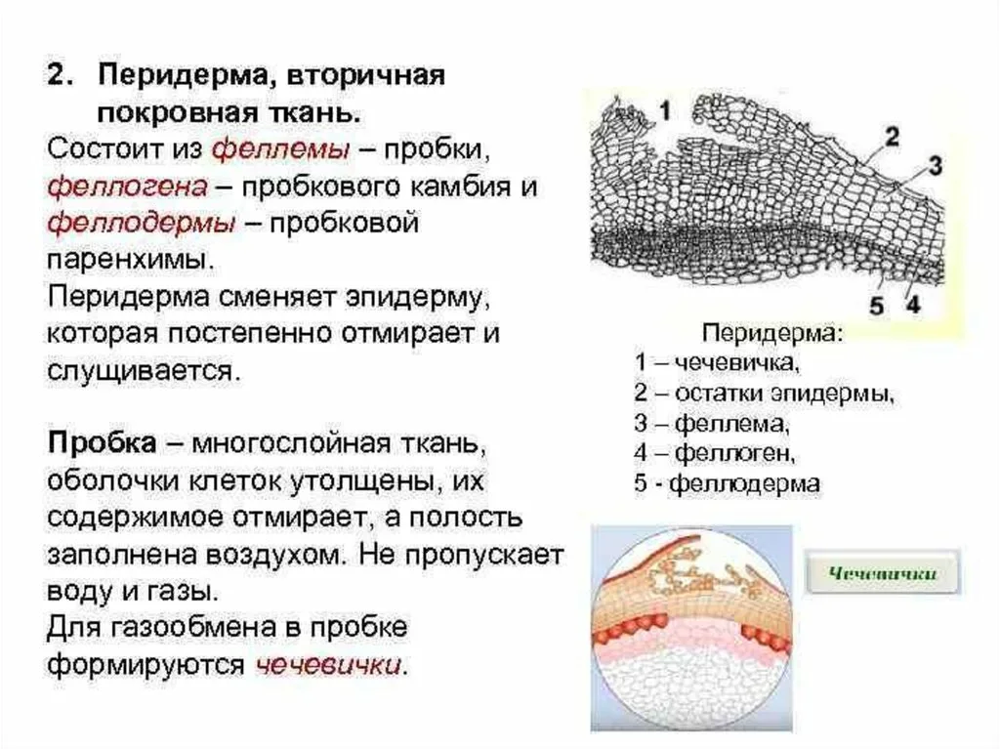 2. Перидерма, вторичная
покровная ткань.
Состоит из феллемы – пробки,
феллогена – пробкового камбия и
феллодермы – пробковой
паренхимы.
Перидерма сменяет эпидерму,
которая постепенно отмирает и
слущивается.
Пробка – многослойная ткань,
оболочки клеток утолщены, их
содержимое отмирает, а полость
заполнена воздухом. Не пропускает
воду и газы.
Для газообмена в пробке
формируются чечевички.
1
2
3
5 4
Перидерма:
1 – чечевичка,
2 – остатки эпидермы,
3 – феллема,
4 – феллоген,
5 - феллодерма
Чечевички